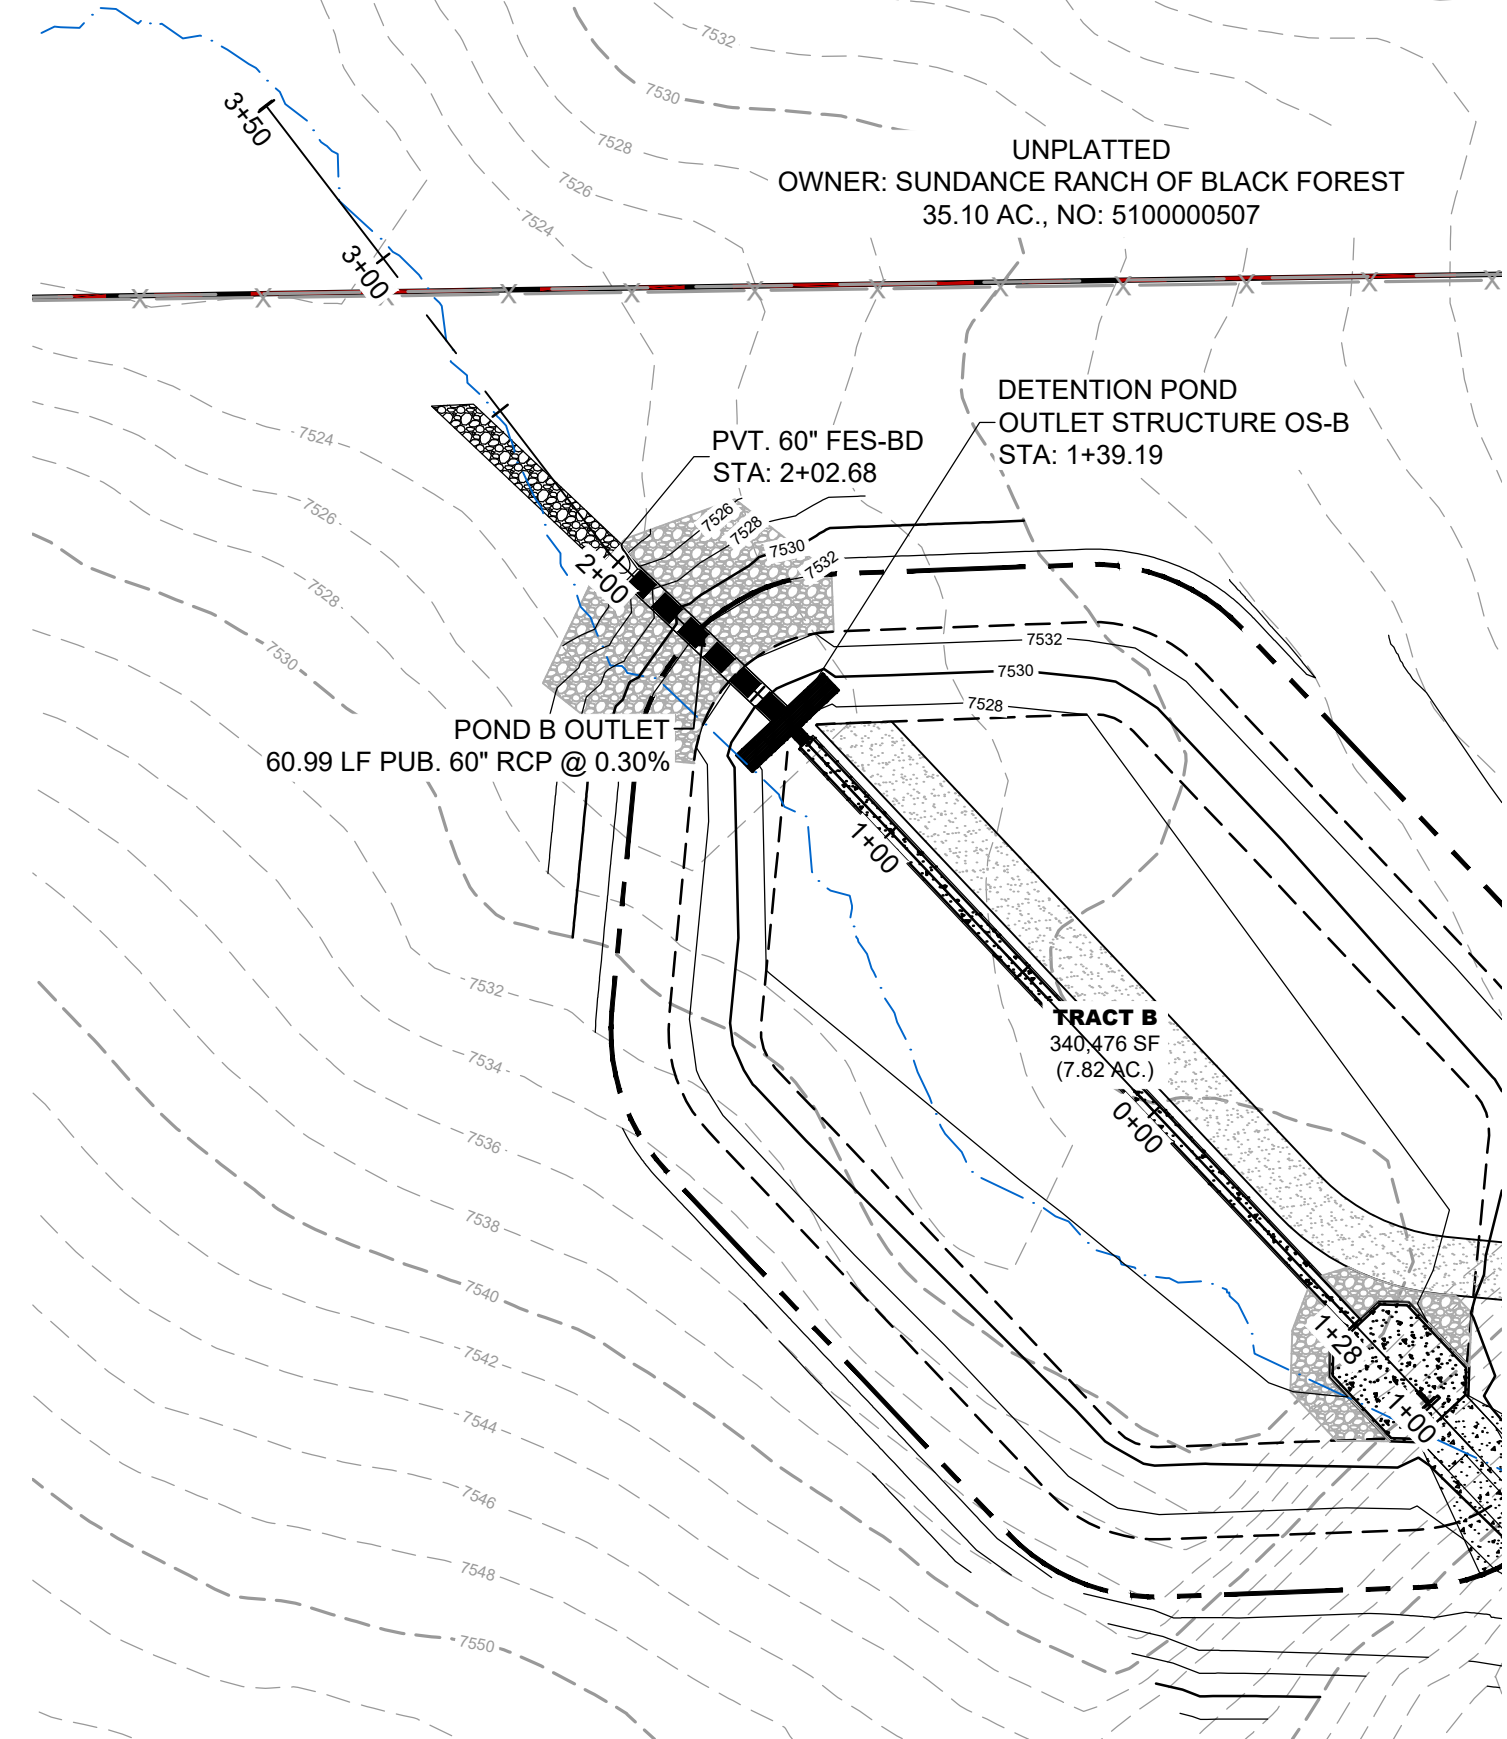 7532
7530
7528
7526
7524
3+50
3+00
UNPLATTED
OWNER: SUNDANCE RANCH OF BLACK FOREST
35.10 AC., NO: 5100000507
DETENTION POND
OUTLET STRUCTURE OS-B
STA: 1+39.19
PVT. 60" FES-BD
STA: 2+02.68
7524
7526
7528
7530
7526
7528
7530
7532
2+00
7532
7530
7528
POND B OUTLET
60.99 LF PUB. 60" RCP @ 0.30%
1+00
TRACT B
340,476 SF
(7.82 AC.)
0+00
7532
7534
7536
7538
7540
7542
7544
7546
7548
7550
1+28
1+00